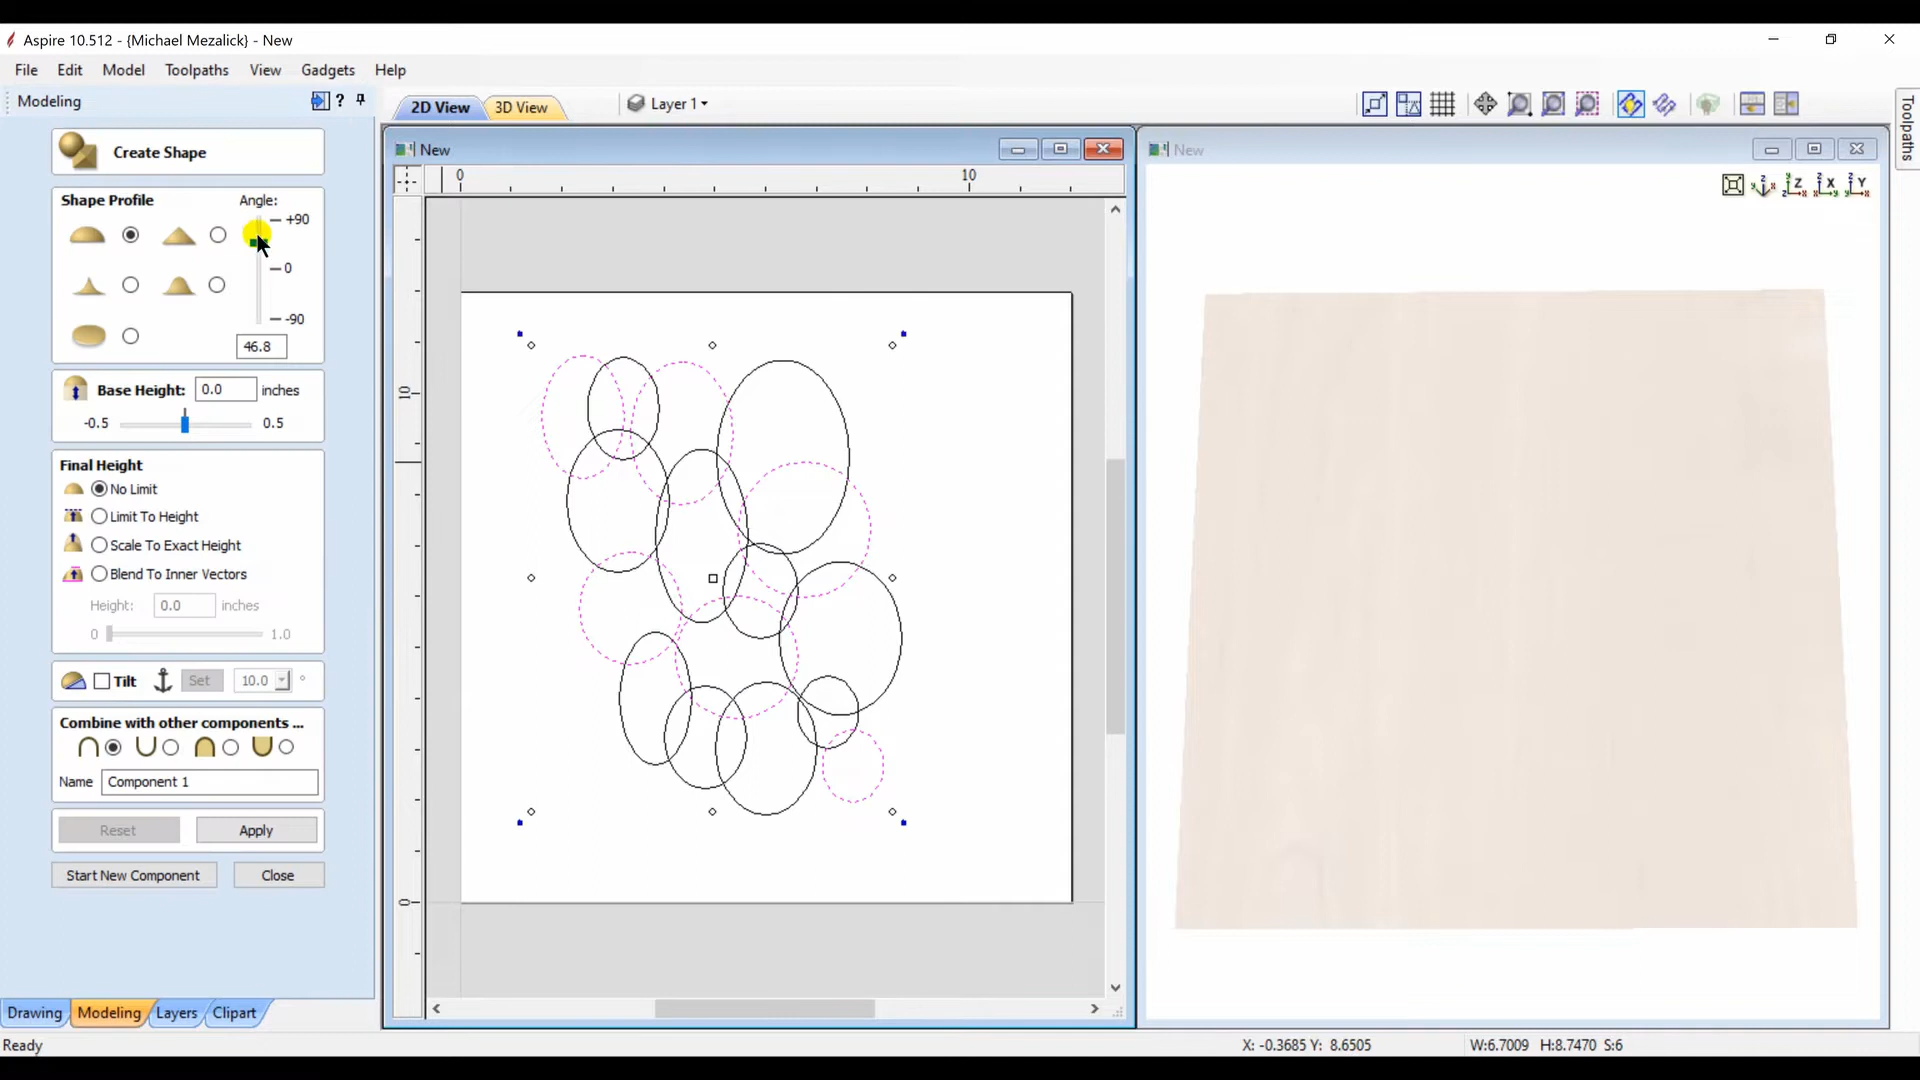 Aspire 10.512 - {Michael Mezalick} - New
File Edit Model Toolpaths View Gadgets Help
Modeling ?
2D View 3D View Layer 1
Toolpaths
Create Shape
New
New
0 10
Z X Y
Shape Profile Angle:
+90
0
-90
46.8
10
0
Base Height: 0.0 inches
-0.5 0.5
Final Height
No Limit
Limit To Height
Scale To Exact Height
Blend To Inner Vectors
Height: 0.0 inches
0 1.0
Tilt Set 10.0 °
Combine with other components ...
Name Component 1
Reset Apply
Start New Component Close
Drawing Modeling Layers Clipart
Ready X: -0.3685 Y: 8.6505 W:6.7009 H:8.7470 S:6